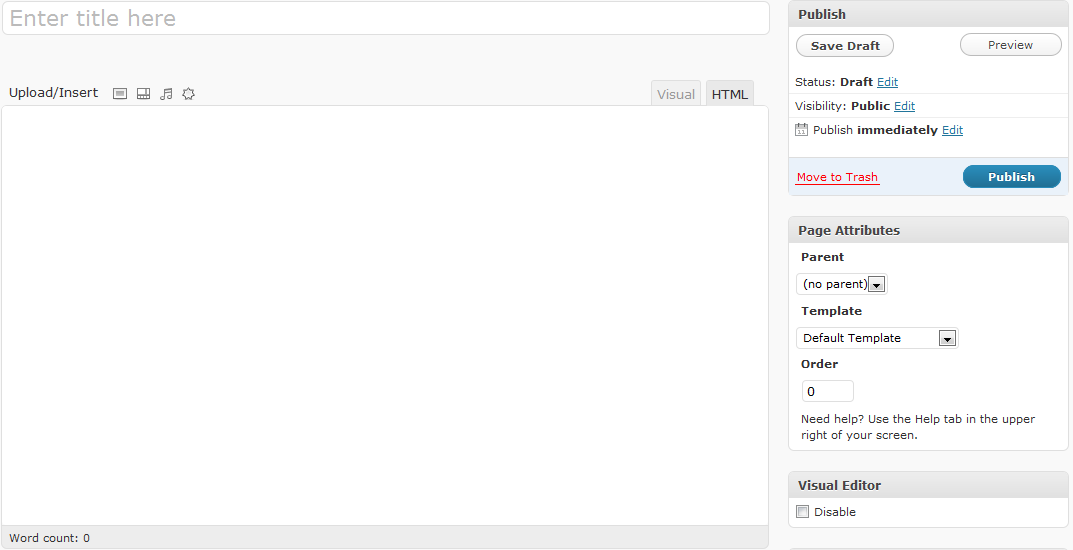 Enter title here
Upload/Insert
Visual
HTML
Word count: 0
Publish
Save Draft
Preview
Status: Draft Edit
Visibility: Public Edit
11 Publish immediately Edit
Move to Trash
Publish
Page Attributes
Parent
(no parent)
Template
Default Template
Order
0
Need help? Use the Help tab in the upper
right of your screen.
Visual Editor
Disable